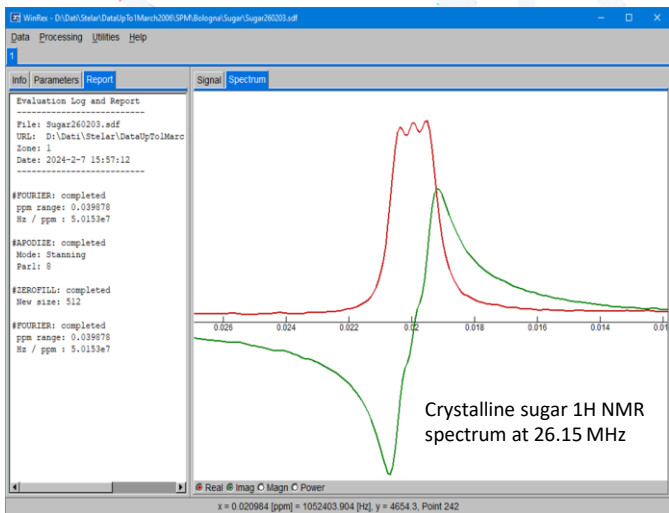 WinRex - D:\Dati\Stelar\DataUpTo1March2006\SPM\Bologna\Sugar\Sugar260203.sdf
Data Processing Utilities Help
1
Info Parameters Report
Signal Spectrum
Evaluation Log and Report
-------------------------
File: Sugar260203.sdf
URL: D:\Dati\Stelar\DataUpTo1Marc
Zone: 1
Date: 2024-2-7 15:57:12
-------------------------
#FOURIER: completed
ppm range: 0.039878
Hz / ppm : 5.0153e7
#APODIZE: completed
Mode: Stanning
Par1: 8
#ZEROFILL: completed
New size: 512
#FOURIER: completed
ppm range: 0.039878
Hz / ppm : 5.0153e7
0.026 0.024 0.022 0.02 0.018 0.016 0.014 0.01
Crystalline sugar 1H NMR
spectrum at 26.15 MHz
Real Imag Magn Power
x = 0.020984 [ppm] = 1052403.904 [Hz], y = 4654.3, Point 242